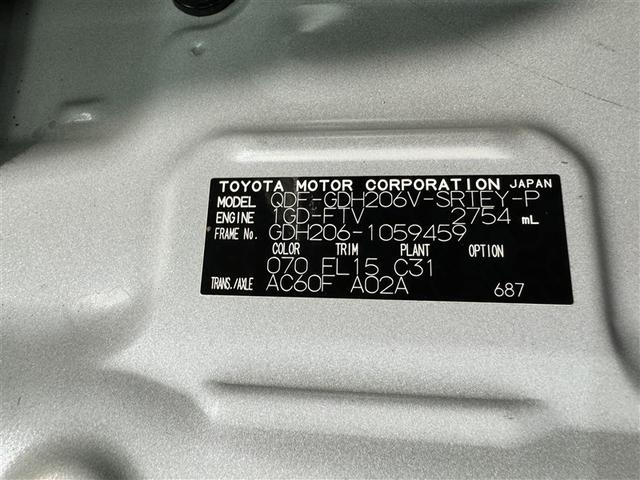 TOYOTA MOTOR CORPORATION JAPAN
MODEL QDF-GDH206V-SRTEY-P
ENGINE 1GD-FTV 2754 mL
FRAME No. GDH206-1059459
COLOR TRIM PLANT OPTION
070 FL15 C31
TRANS./AXLE AC60F A02A 687